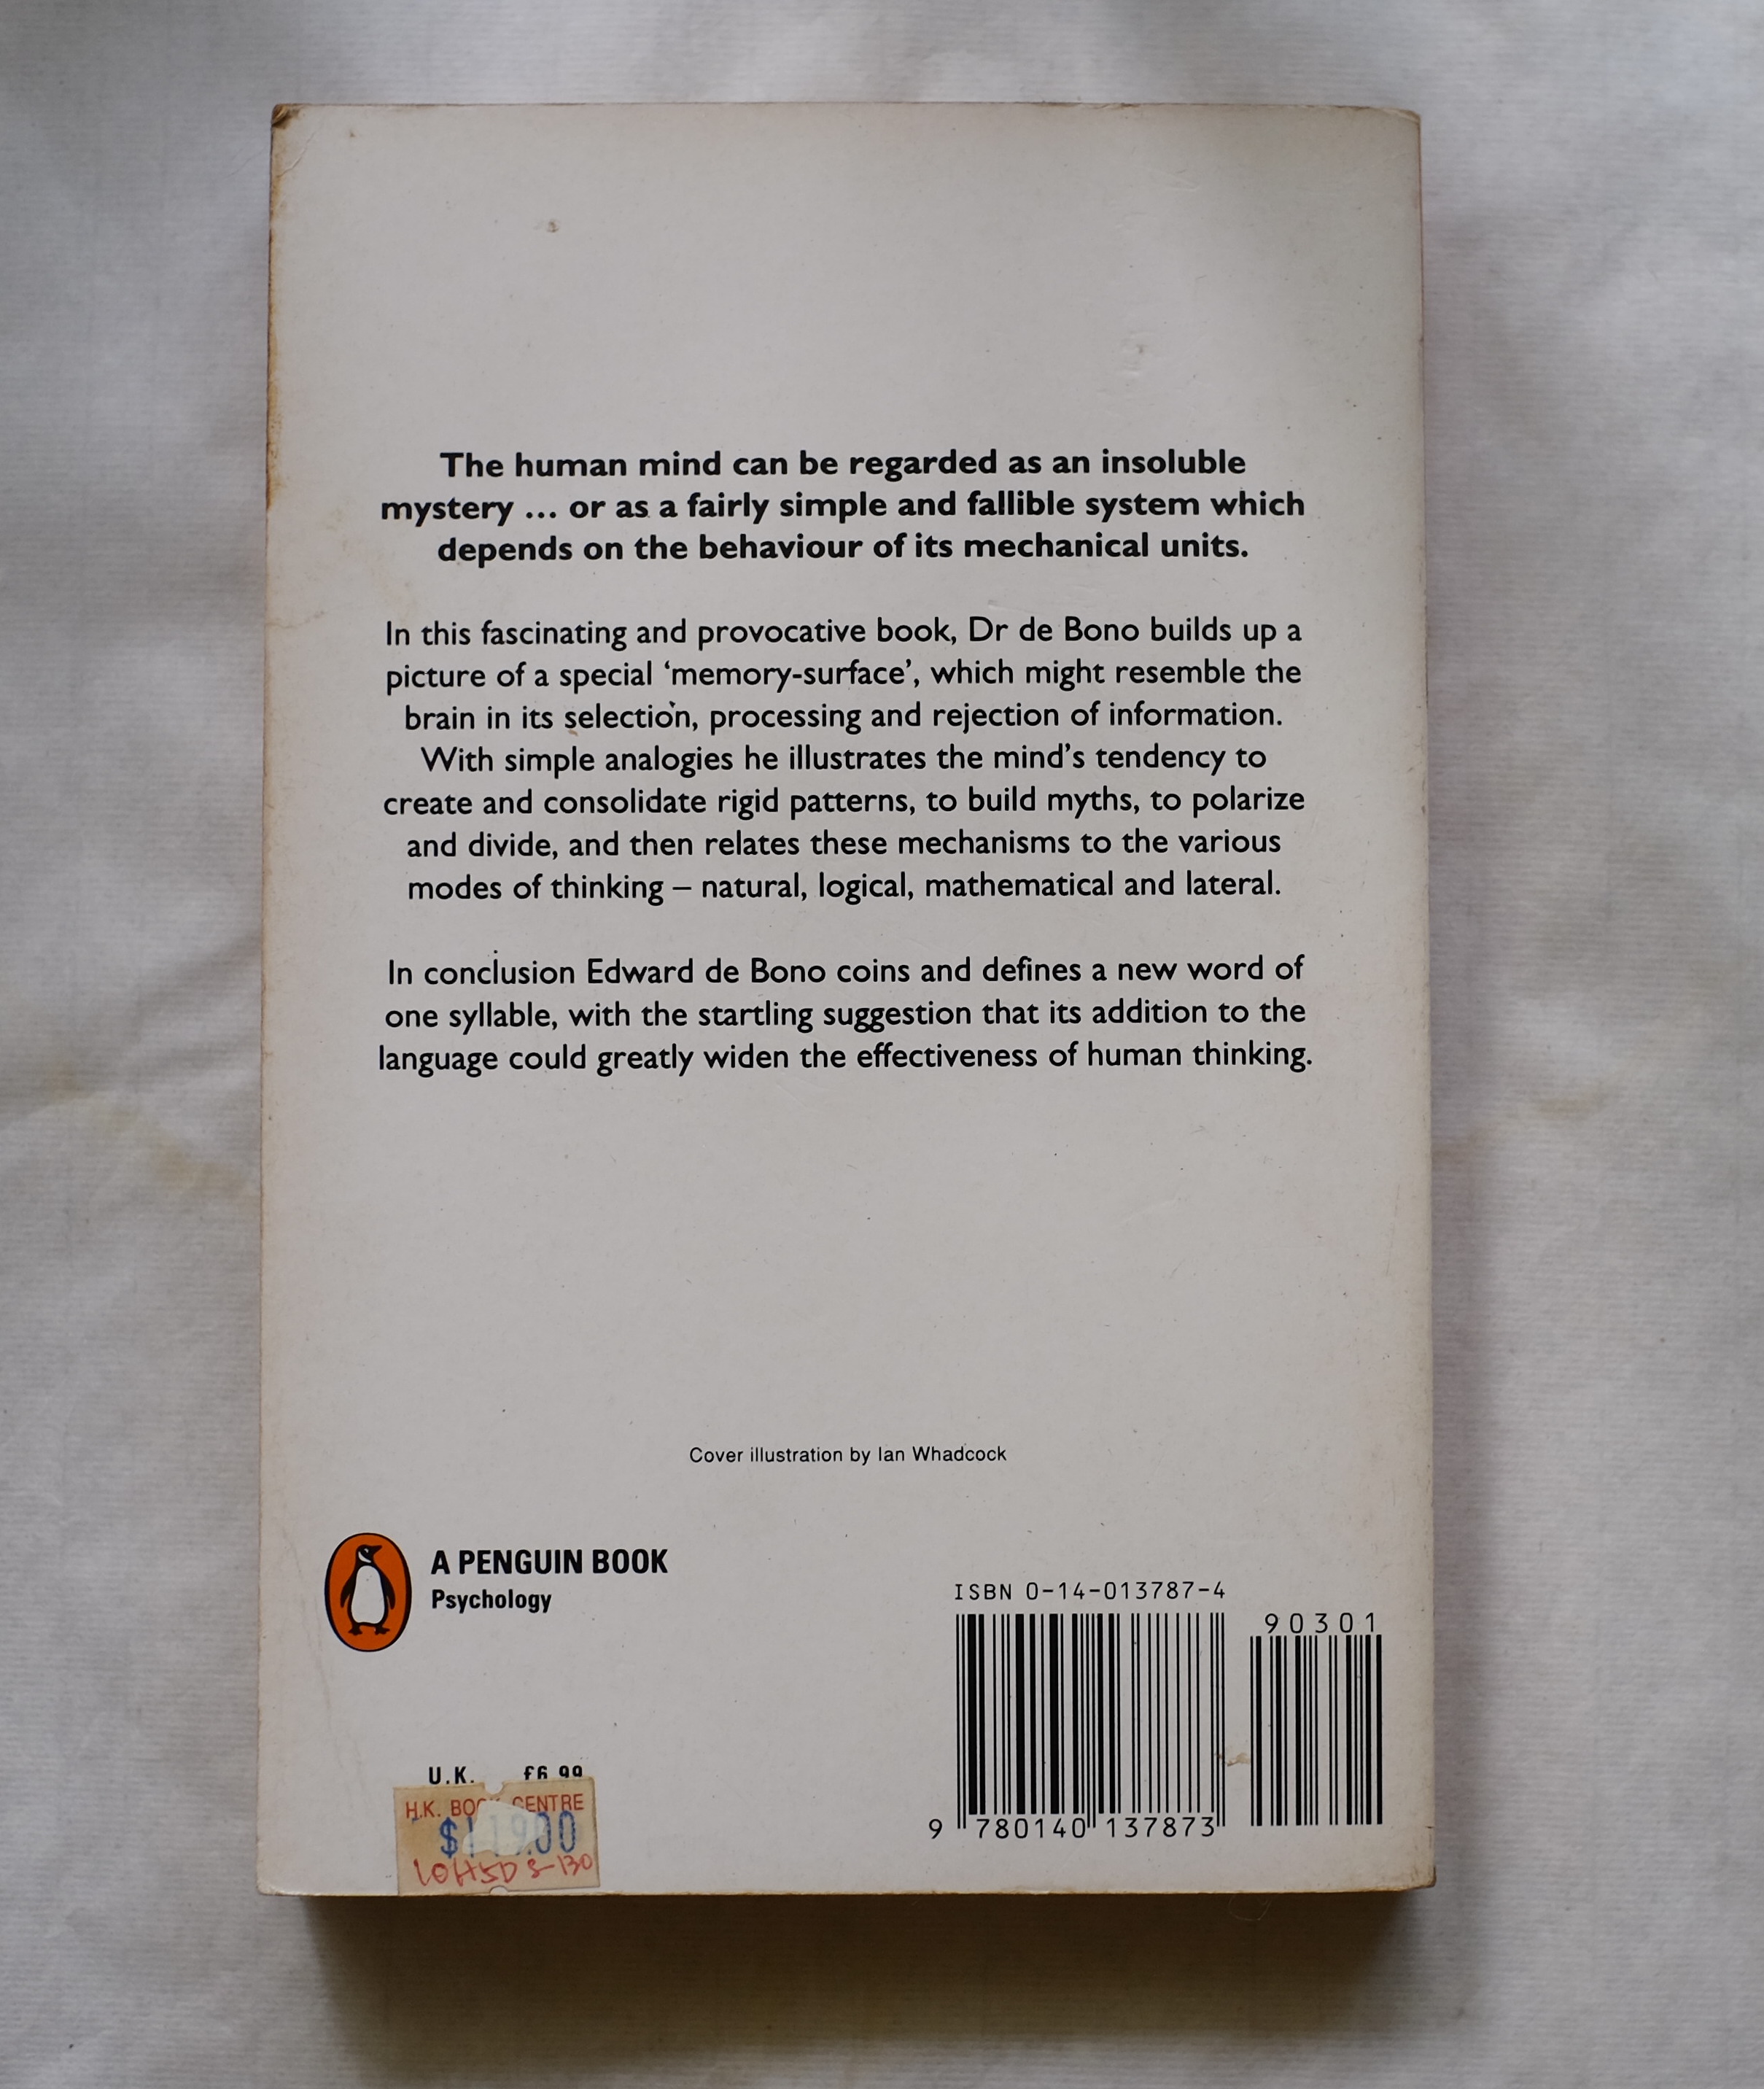 The human mind can be regarded as an insoluble
mystery ... or as a fairly simple and fallible system which
depends on the behaviour of its mechanical units.
In this fascinating and provocative book, Dr de Bono builds up a
picture of a special ‘memory-surface’, which might resemble the
brain in its selection, processing and rejection of information.
With simple analogies he illustrates the mind’s tendency to
create and consolidate rigid patterns, to build myths, to polarize
and divide, and then relates these mechanisms to the various
modes of thinking – natural, logical, mathematical and lateral.
In conclusion Edward de Bono coins and defines a new word of
one syllable, with the startling suggestion that its addition to the
language could greatly widen the effectiveness of human thinking.
Cover illustration by Ian Whadcock
A PENGUIN BOOK
Psychology
ISBN 0-14-013787-4
90301
9 780140 137873
U.K. £6.99
H.K. BOOK CENTRE